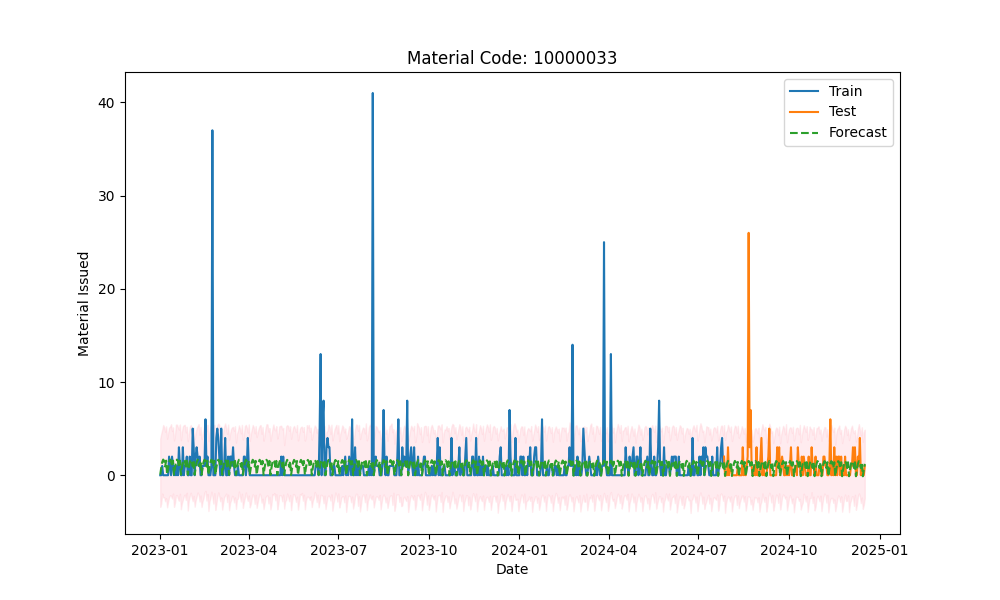 Material Code: 10000033
Train
Test
Forecast
Material Issued
40
30
20
10
0
2023-01
2023-04
2023-07
2023-10
2024-01
2024-04
2024-07
2024-10
2025-01
Date